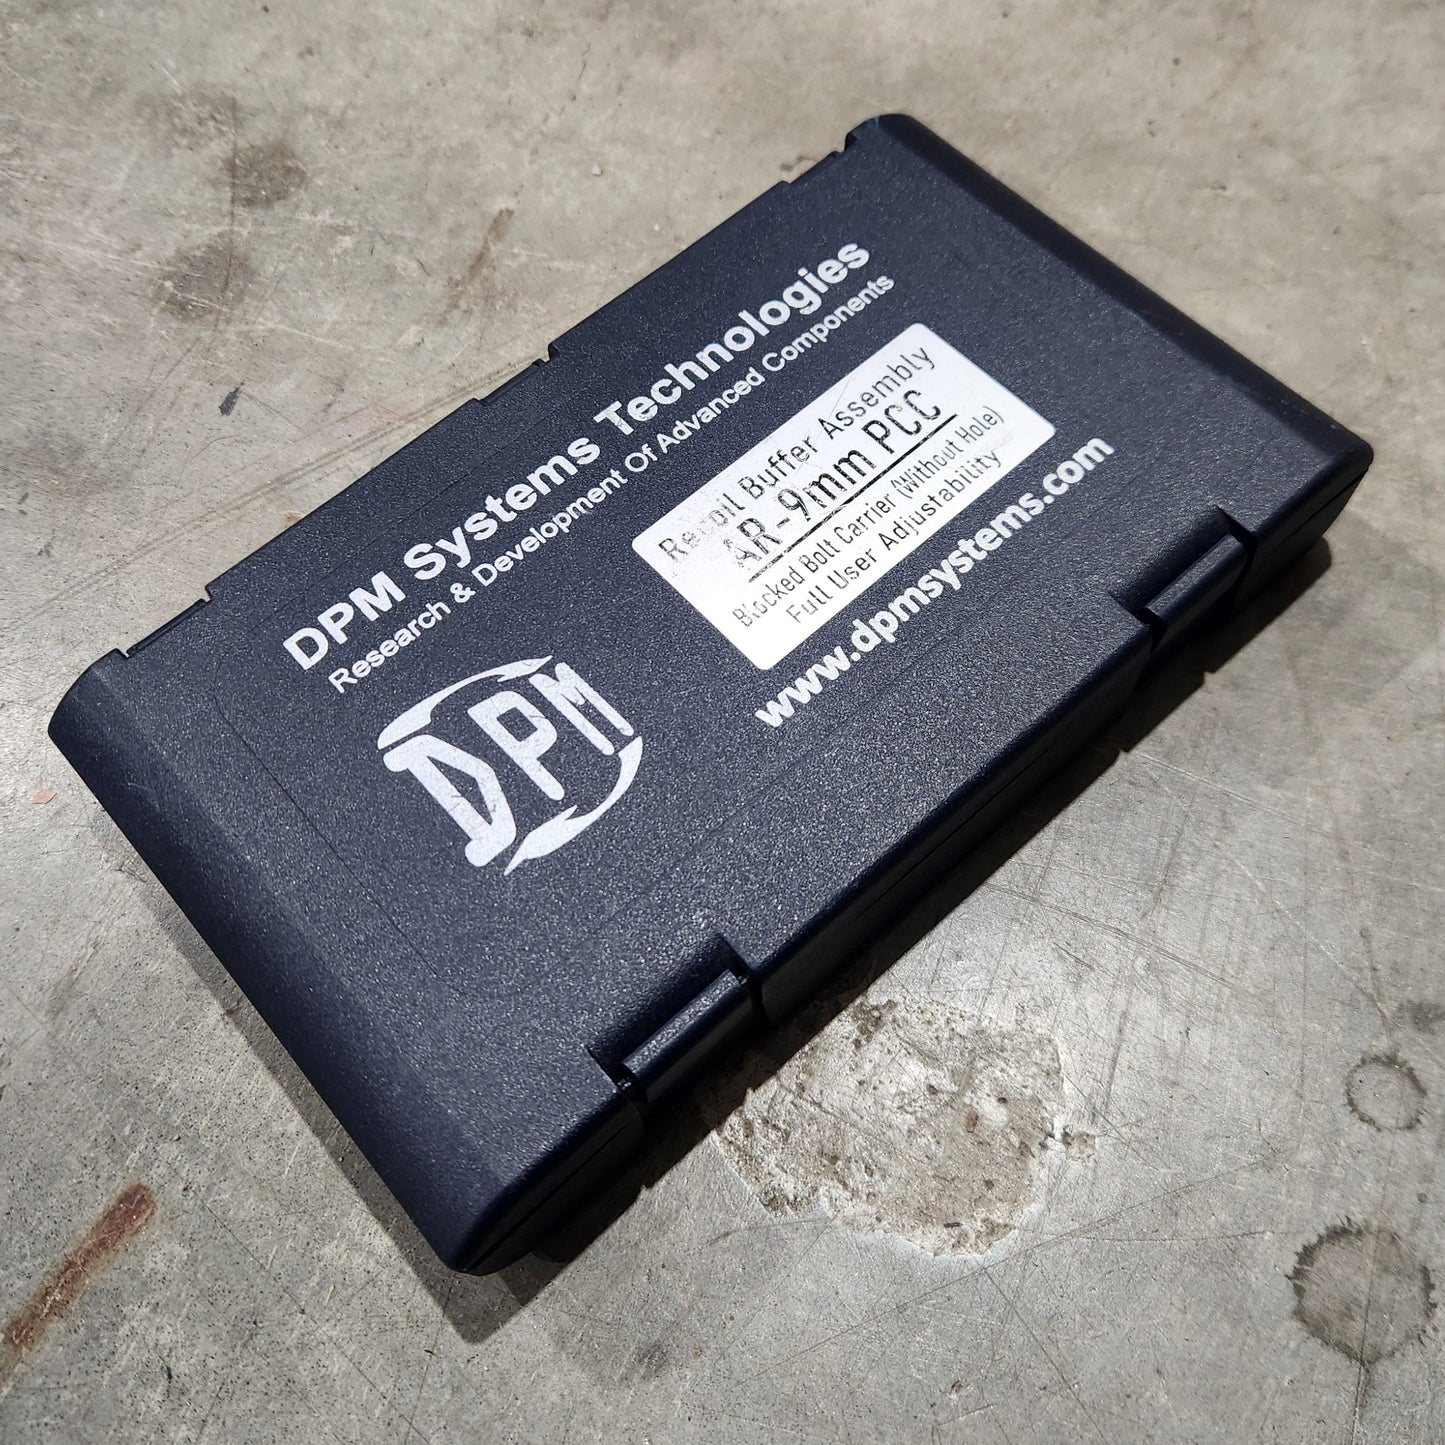 DPM Systems Technologies
Research & Development Of Advanced Components
Recoil Buffer Assembly
AR-9mm PCC
Blocked Bolt Carrier (Without Hole)
Full User Adjustability
www.dpmsystems.com
DPM